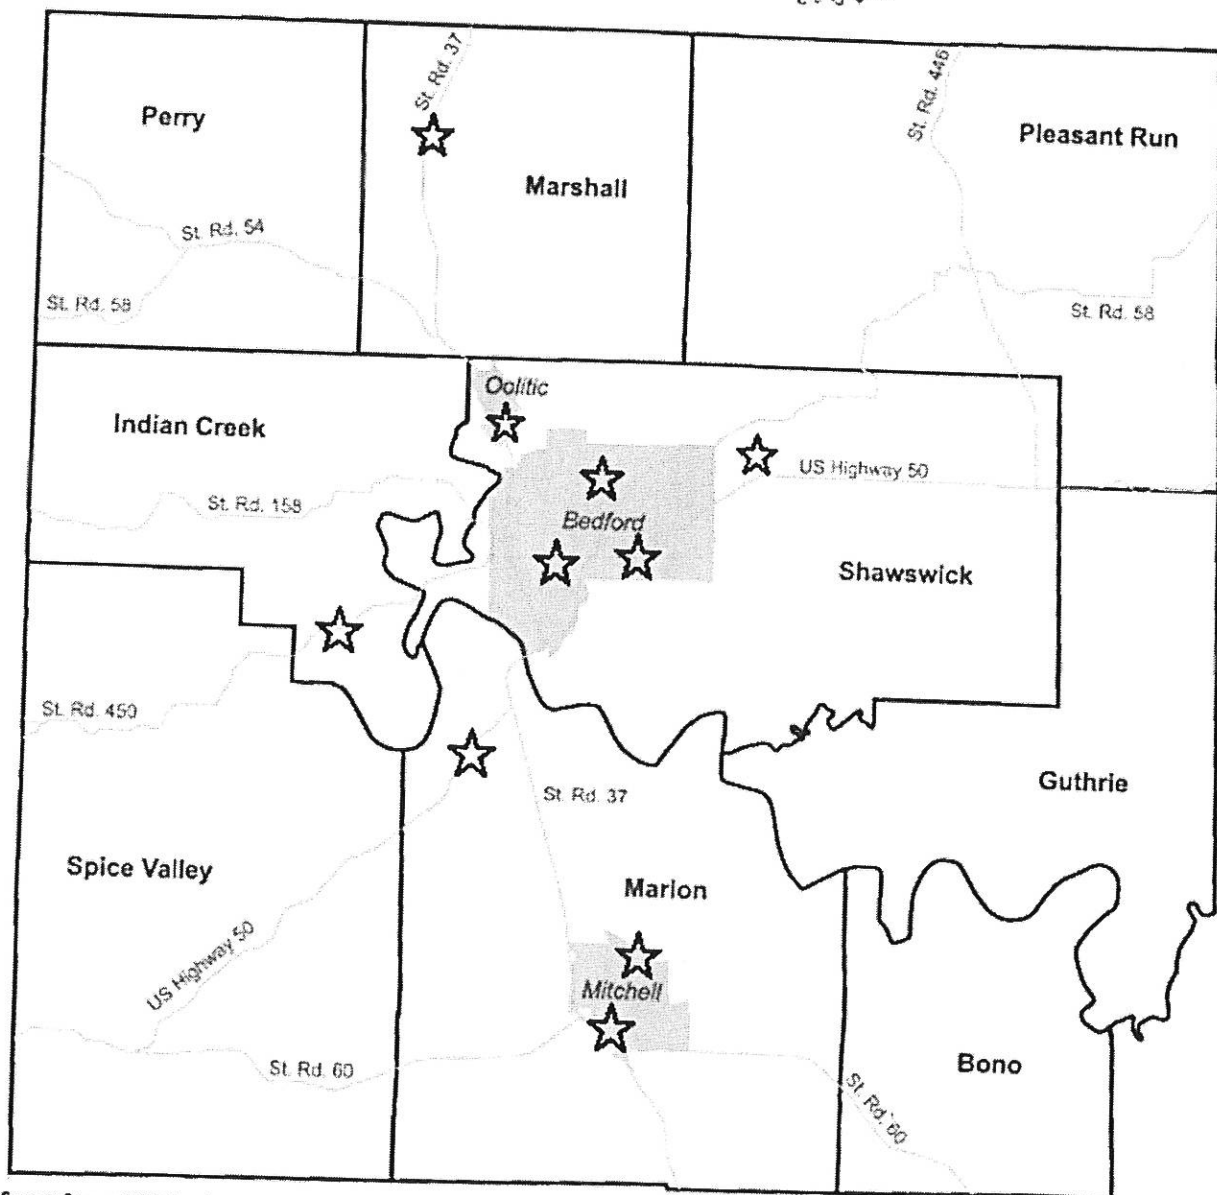 St. Rd. 37
St. Rd. 446
Perry
Pleasant Run
Marshall
St. Rd. 54
St. Rd. 58
St. Rd. 58
Oolitic
Indian Creek
US Highway 50
St. Rd. 158
Bedford
Shawswick
St. Rd. 450
Guthrie
St. Rd. 37
Spice Valley
Marion
US Highway 50
Mitchell
St. Rd. 60
Bono
St. Rd. 60